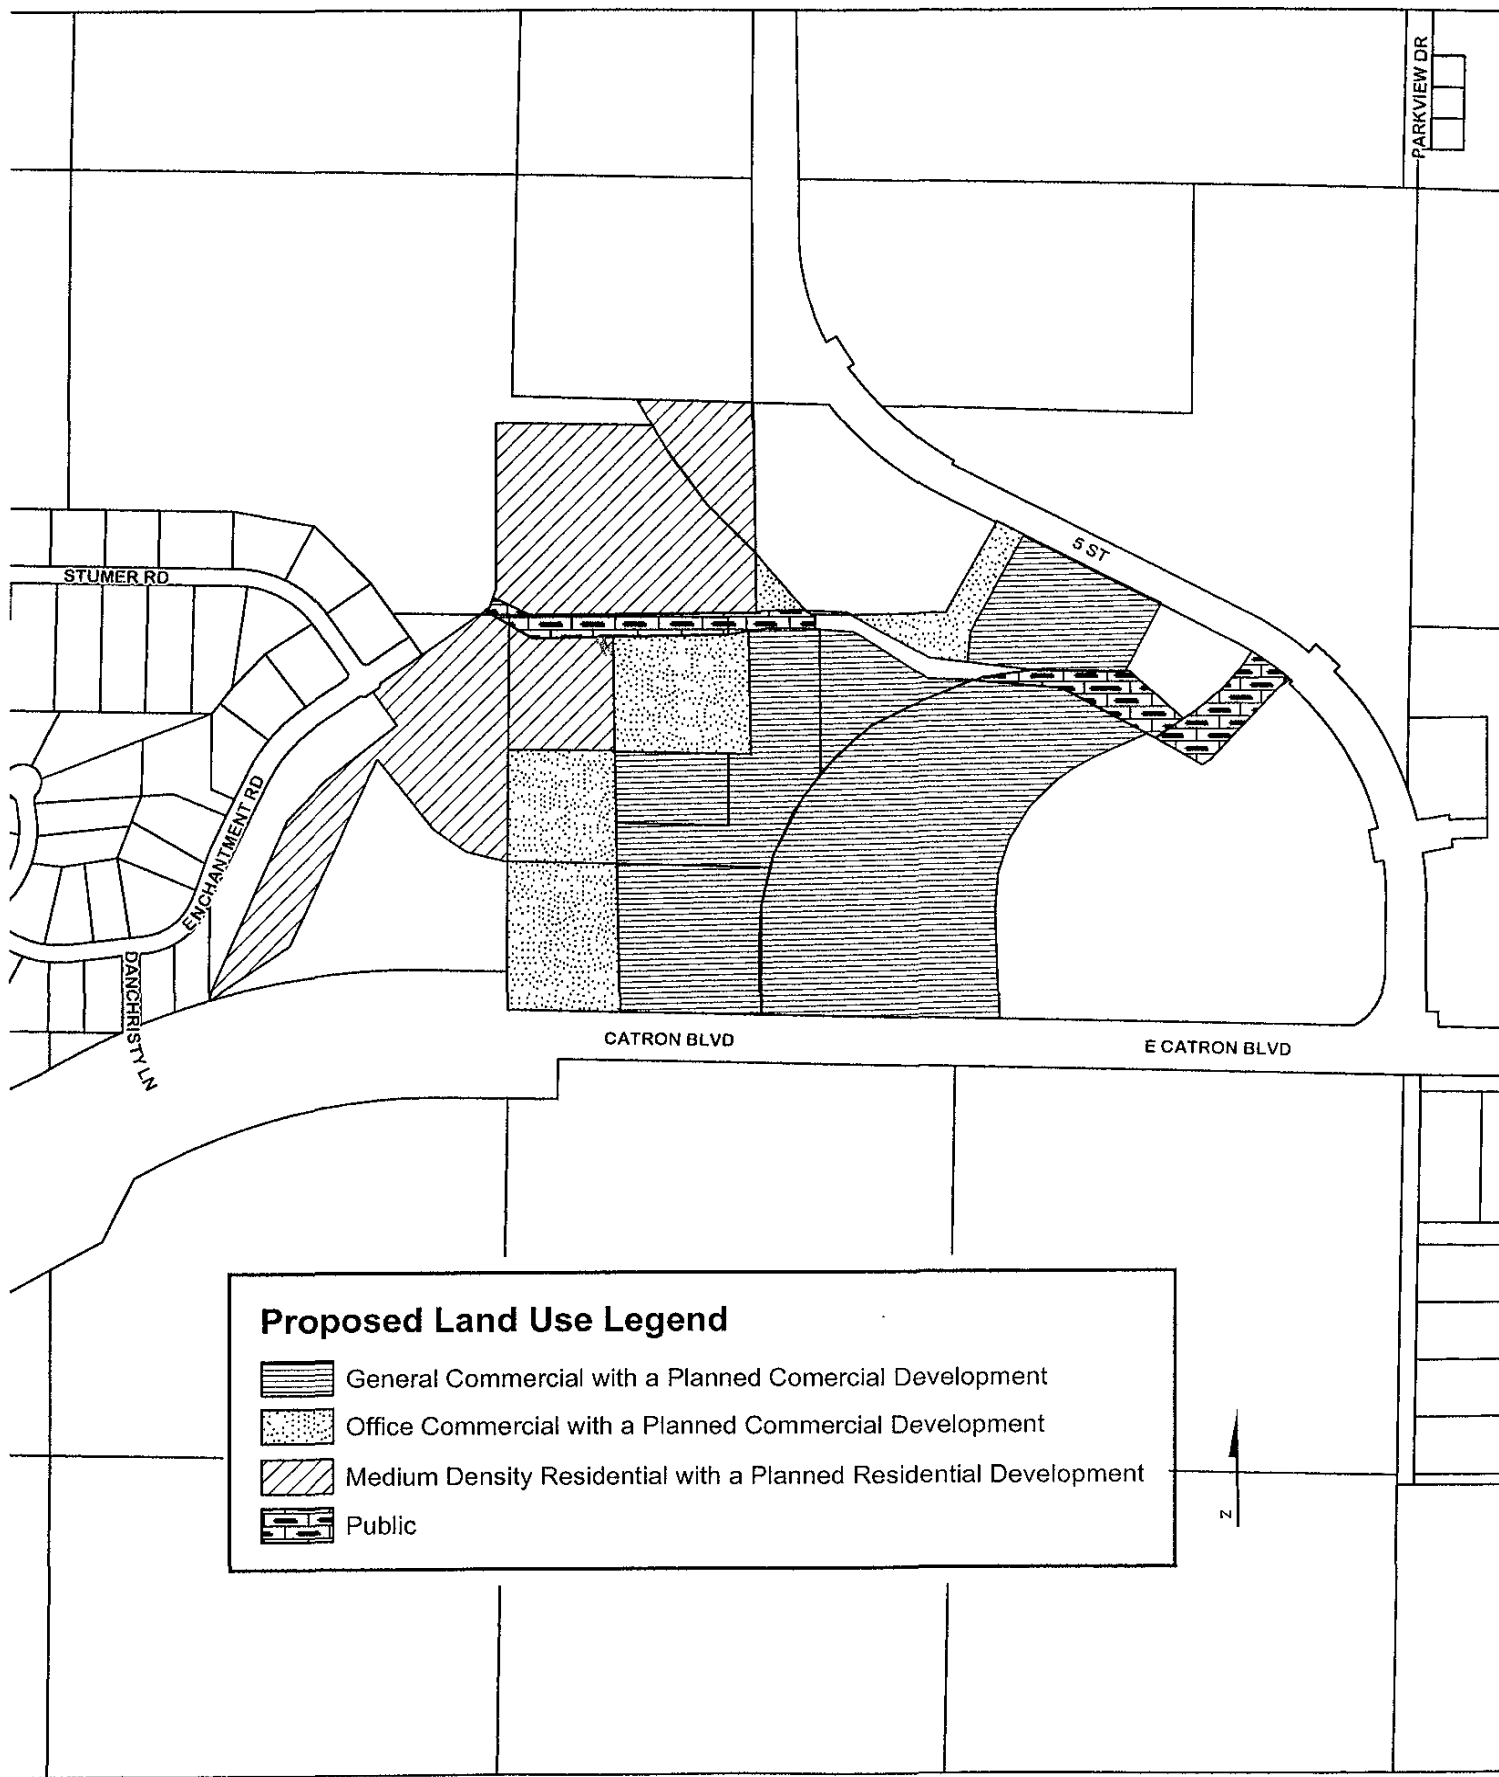 PARKVIEW DR
5 ST
STUMER RD
ENCHANTMENT RD
DANCHRISTY LN
CATRON BLVD
E CATRON BLVD
Proposed Land Use Legend
General Commercial with a Planned Comercial Development
Office Commercial with a Planned Commercial Development
Medium Density Residential with a Planned Residential Development
Public
N